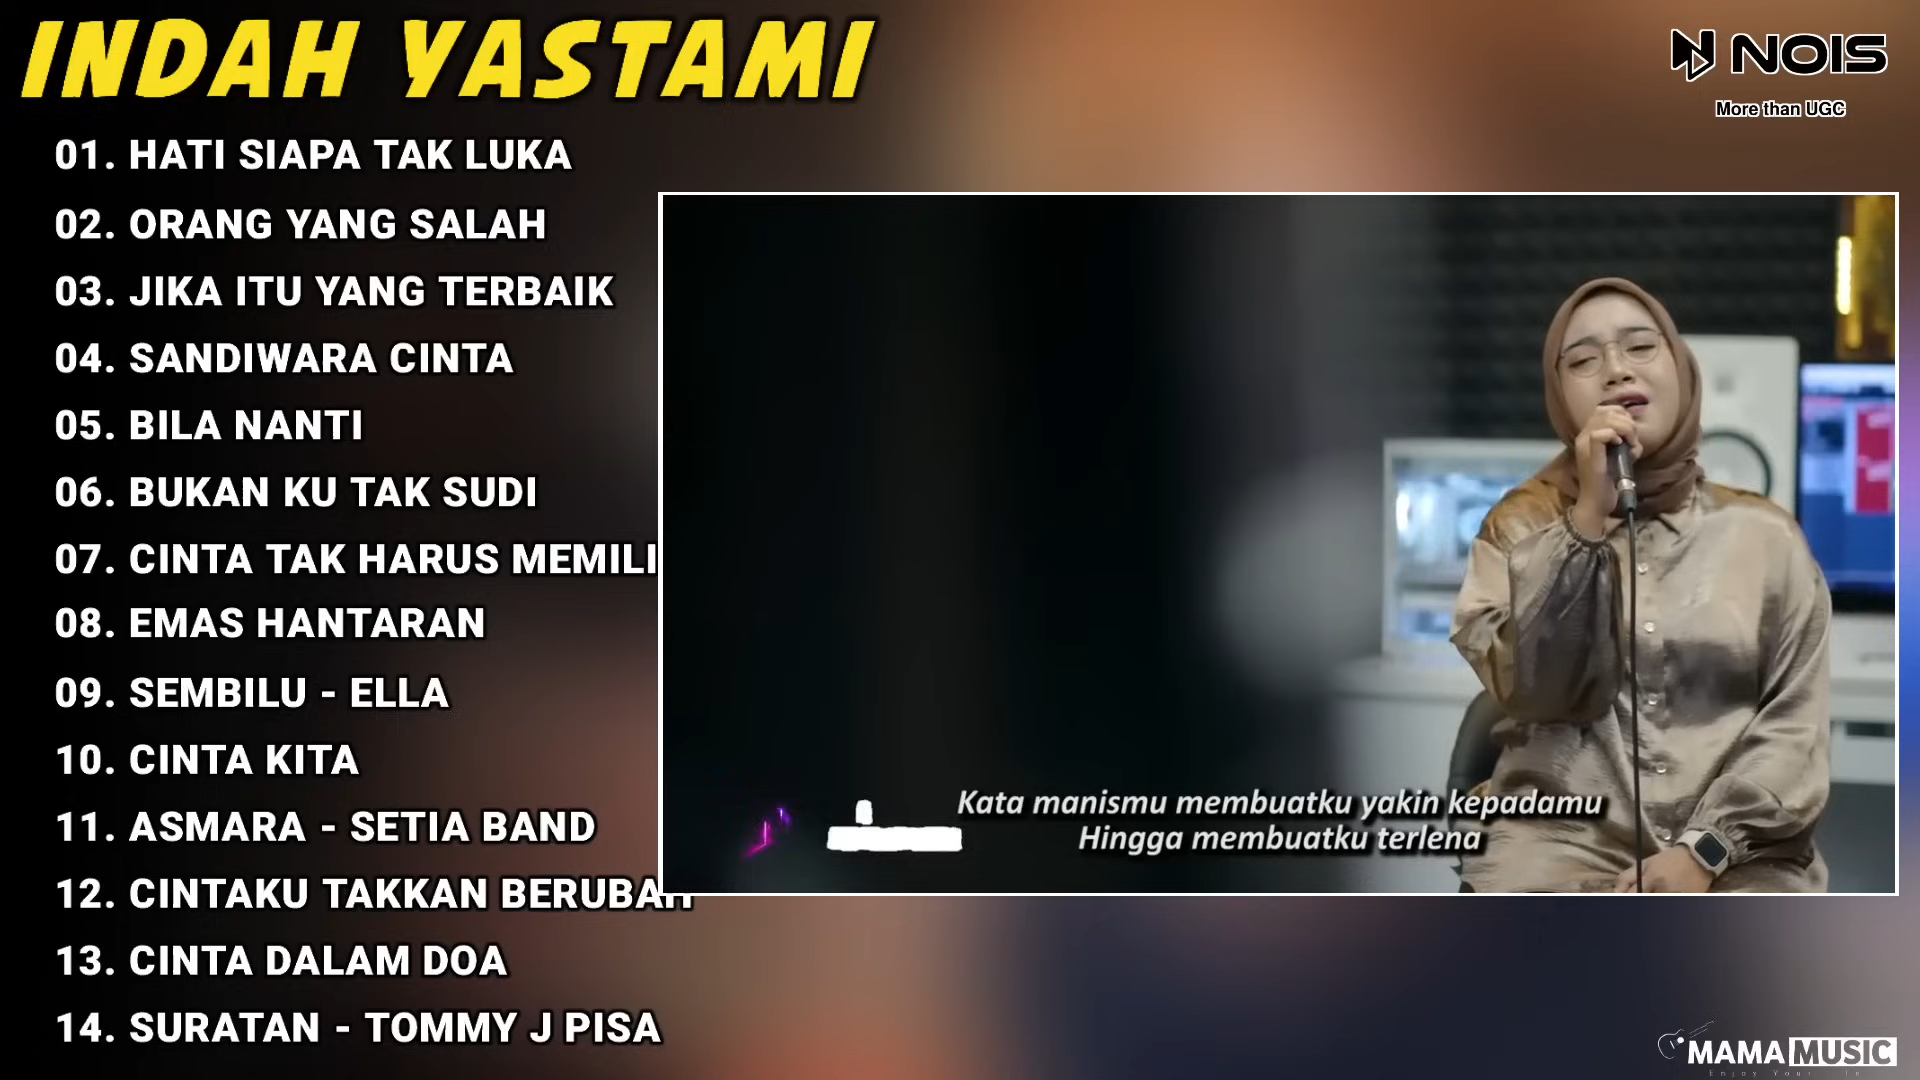 INDAH YASTAMI
NOIS
More than UGC
01. HATI SIAPA TAK LUKA
02. ORANG YANG SALAH
03. JIKA ITU YANG TERBAIK
04. SANDIWARA CINTA
05. BILA NANTI
06. BUKAN KU TAK SUDI
07. CINTA TAK HARUS MEMILI
08. EMAS HANTARAN
09. SEMBILU - ELLA
10. CINTA KITA
11. ASMARA - SETIA BAND
12. CINTAKU TAKKAN BERUBAH
13. CINTA DALAM DOA
14. SURATAN - TOMMY J PISA
Kata manismu membuatku yakin kepadamu
Hingga membuatku terlena
MAMA MUSIC
Enjoy Your